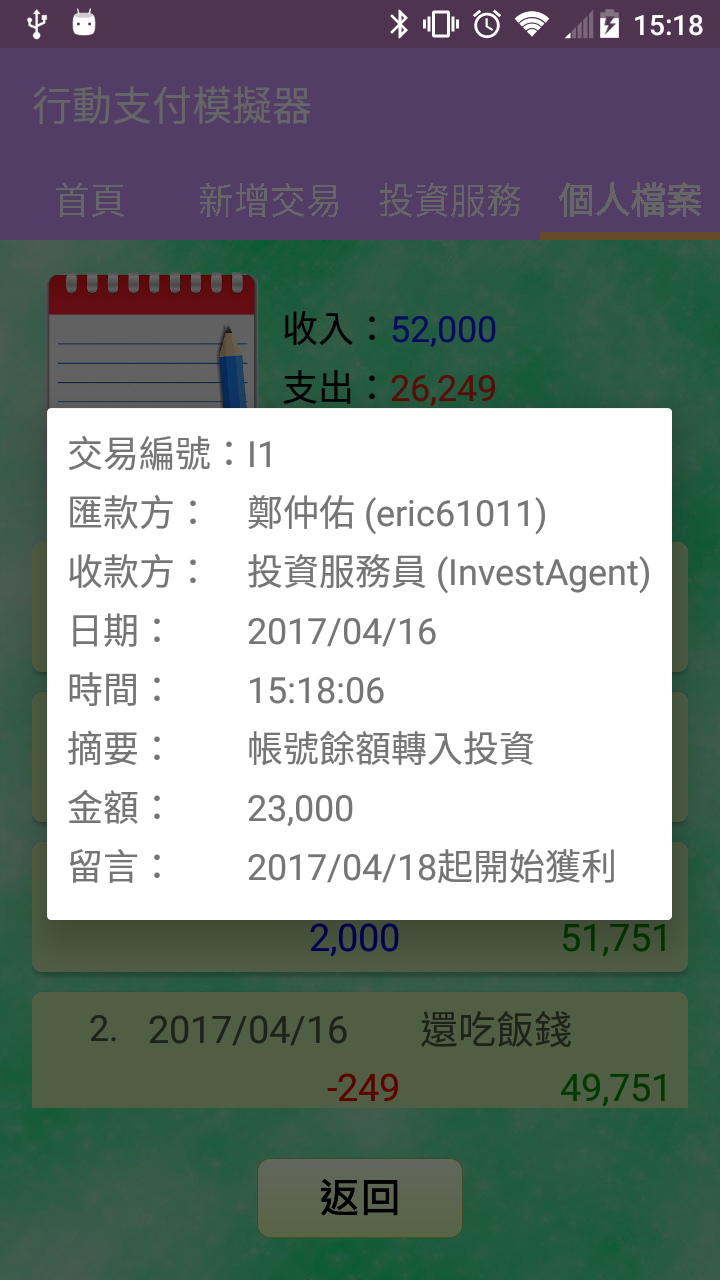 15:18
行動支付模擬器
首頁 新增交易 投資服務 個人檔案
收入：52,000
支出：26,249
交易編號：I1
匯款方： 鄭仲佑 (eric61011)
收款方： 投資服務員 (InvestAgent)
日期： 2017/04/16
時間： 15:18:06
摘要： 帳號餘額轉入投資
金額： 23,000
留言： 2017/04/18起開始獲利
2,000 51,751
2. 2017/04/16 還吃飯錢
-249 49,751
返回